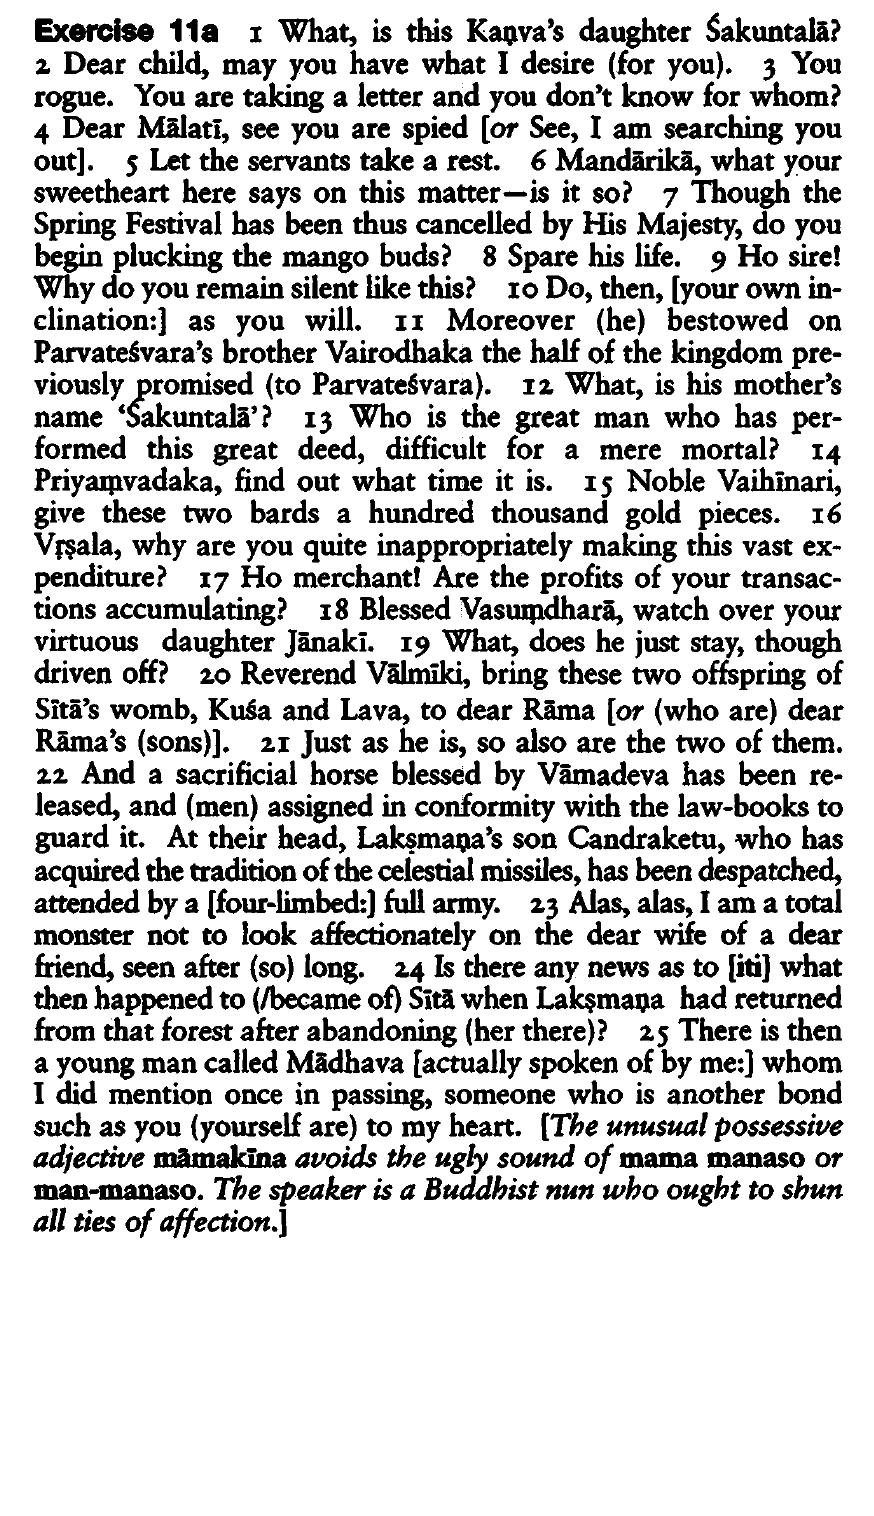 Exercise 11a 1 What, is this Kaṇva's daughter Śakuntalā?
2 Dear child, may you have what I desire (for you). 3 You
rogue. You are taking a letter and you don't know for whom?
4 Dear Mālatī, see you are spied [or See, I am searching you
out]. 5 Let the servants take a rest. 6 Mandārikā, what your
sweetheart here says on this matter—is it so? 7 Though the
Spring Festival has been thus cancelled by His Majesty, do you
begin plucking the mango buds? 8 Spare his life. 9 Ho sire!
Why do you remain silent like this? 10 Do, then, [your own in-
clination:] as you will. 11 Moreover (he) bestowed on
Parvateśvara's brother Vairodhaka the half of the kingdom pre-
viously promised (to Parvateśvara). 12 What, is his mother's
name 'Śakuntalā'? 13 Who is the great man who has per-
formed this great deed, difficult for a mere mortal? 14
Priyaṃvadaka, find out what time it is. 15 Noble Vaihīnari,
give these two bards a hundred thousand gold pieces. 16
Vṛṣala, why are you quite inappropriately making this vast ex-
penditure? 17 Ho merchant! Are the profits of your transac-
tions accumulating? 18 Blessed Vasuṃdharā, watch over your
virtuous daughter Jānakī. 19 What, does he just stay, though
driven off? 20 Reverend Vālmīki, bring these two offspring of
Sītā's womb, Kuśa and Lava, to dear Rāma [or (who are) dear
Rāma's (sons)]. 21 Just as he is, so also are the two of them.
22 And a sacrificial horse blessed by Vāmadeva has been re-
leased, and (men) assigned in conformity with the law-books to
guard it. At their head, Lakṣmaṇa's son Candraketu, who has
acquired the tradition of the celestial missiles, has been despatched,
attended by a [four-limbed:] full army. 23 Alas, alas, I am a total
monster not to look affectionately on the dear wife of a dear
friend, seen after (so) long. 24 Is there any news as to [iti] what
then happened to (/became of) Sītā when Lakṣmaṇa had returned
from that forest after abandoning (her there)? 25 There is then
a young man called Mādhava [actually spoken of by me:] whom
I did mention once in passing, someone who is another bond
such as you (yourself are) to my heart. [The unusual possessive
adjective māmakīna avoids the ugly sound of mama manaso or
man-manaso. The speaker is a Buddhist nun who ought to shun
all ties of affection.]